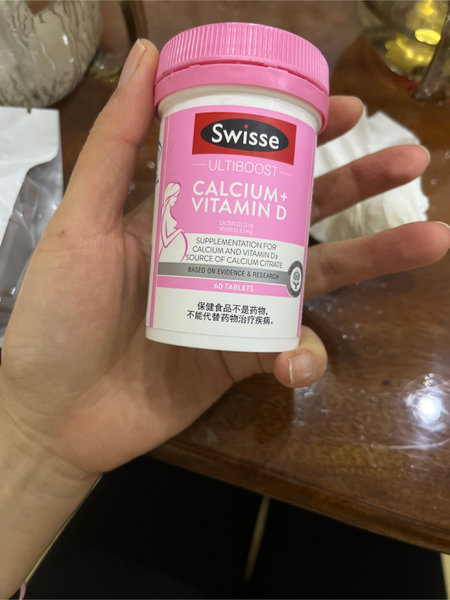 Swisse
ULTIBOOST
CALCIUM+
VITAMIN D
SUPPLEMENTATION FOR
CALCIUM AND VITAMIN D₃
SOURCE OF CALCIUM CITRATE
BASED ON EVIDENCE & RESEARCH
60 TABLETS
保健食品不是药物,
不能代替药物治疗疾病。